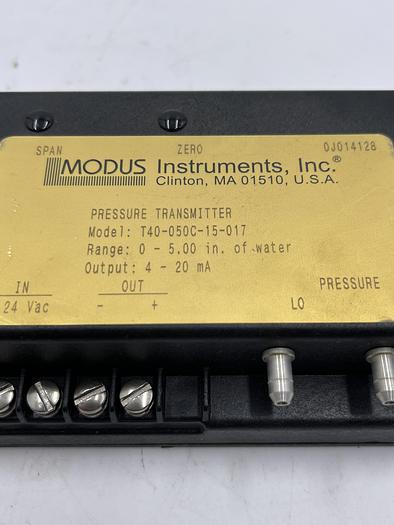 SPAN ZERO 0J014128
MODUS Instruments, Inc.®
Clinton, MA 01510, U.S.A.
PRESSURE TRANSMITTER
Model: T40-050C-15-017
Range: 0 - 5.00 in. of water
Output: 4 - 20 mA
IN OUT PRESSURE
24 Vac - + LO